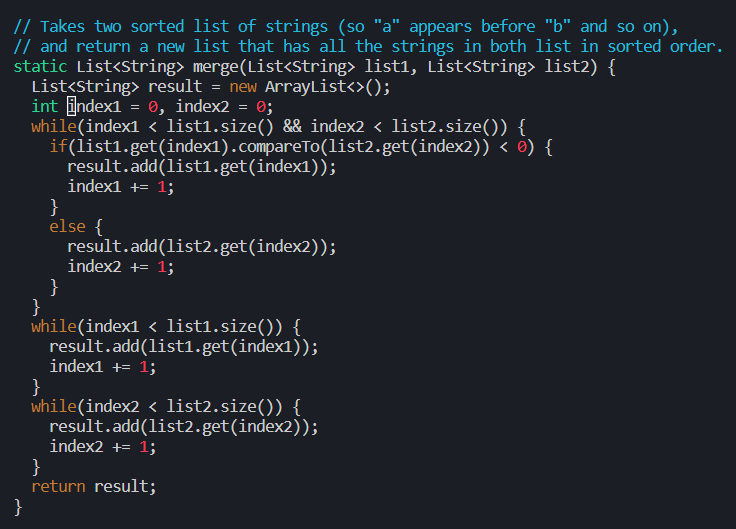 // Takes two sorted list of strings (so "a" appears before "b" and so on),
// and return a new list that has all the strings in both list in sorted order.
static List<String> merge(List<String> list1, List<String> list2) {
  List<String> result = new ArrayList<>();
  int index1 = 0, index2 = 0;
  while(index1 < list1.size() && index2 < list2.size()) {
    if(list1.get(index1).compareTo(list2.get(index2)) < 0) {
      result.add(list1.get(index1));
      index1 += 1;
    }
    else {
      result.add(list2.get(index2));
      index2 += 1;
    }
  }
  while(index1 < list1.size()) {
    result.add(list1.get(index1));
    index1 += 1;
  }
  while(index2 < list2.size()) {
    result.add(list2.get(index2));
    index2 += 1;
  }
  return result;
}